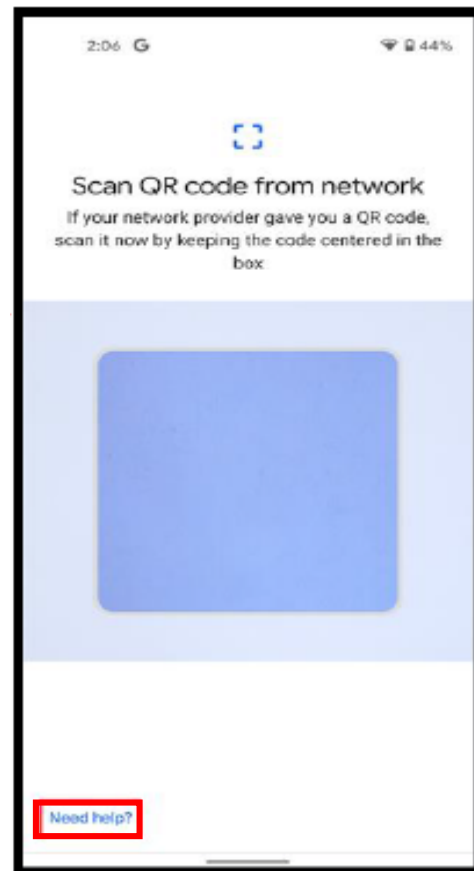 2:06 G 44%
Scan QR code from network
If your network provider gave you a QR code,
scan it now by keeping the code centered in the
box
Need help?